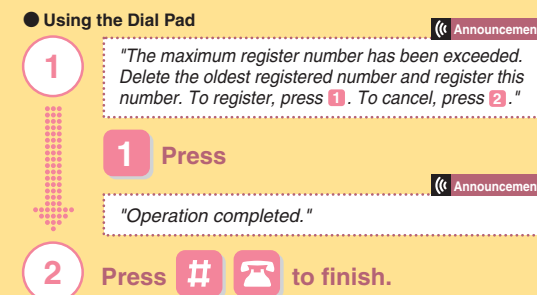 ● Using the Dial Pad
Announcemen
1
"The maximum register number has been exceeded.
Delete the oldest registered number and register this
number. To register, press 1. To cancel, press 2."
1 Press
Announcemen
"Operation completed."
2
Press # to finish.